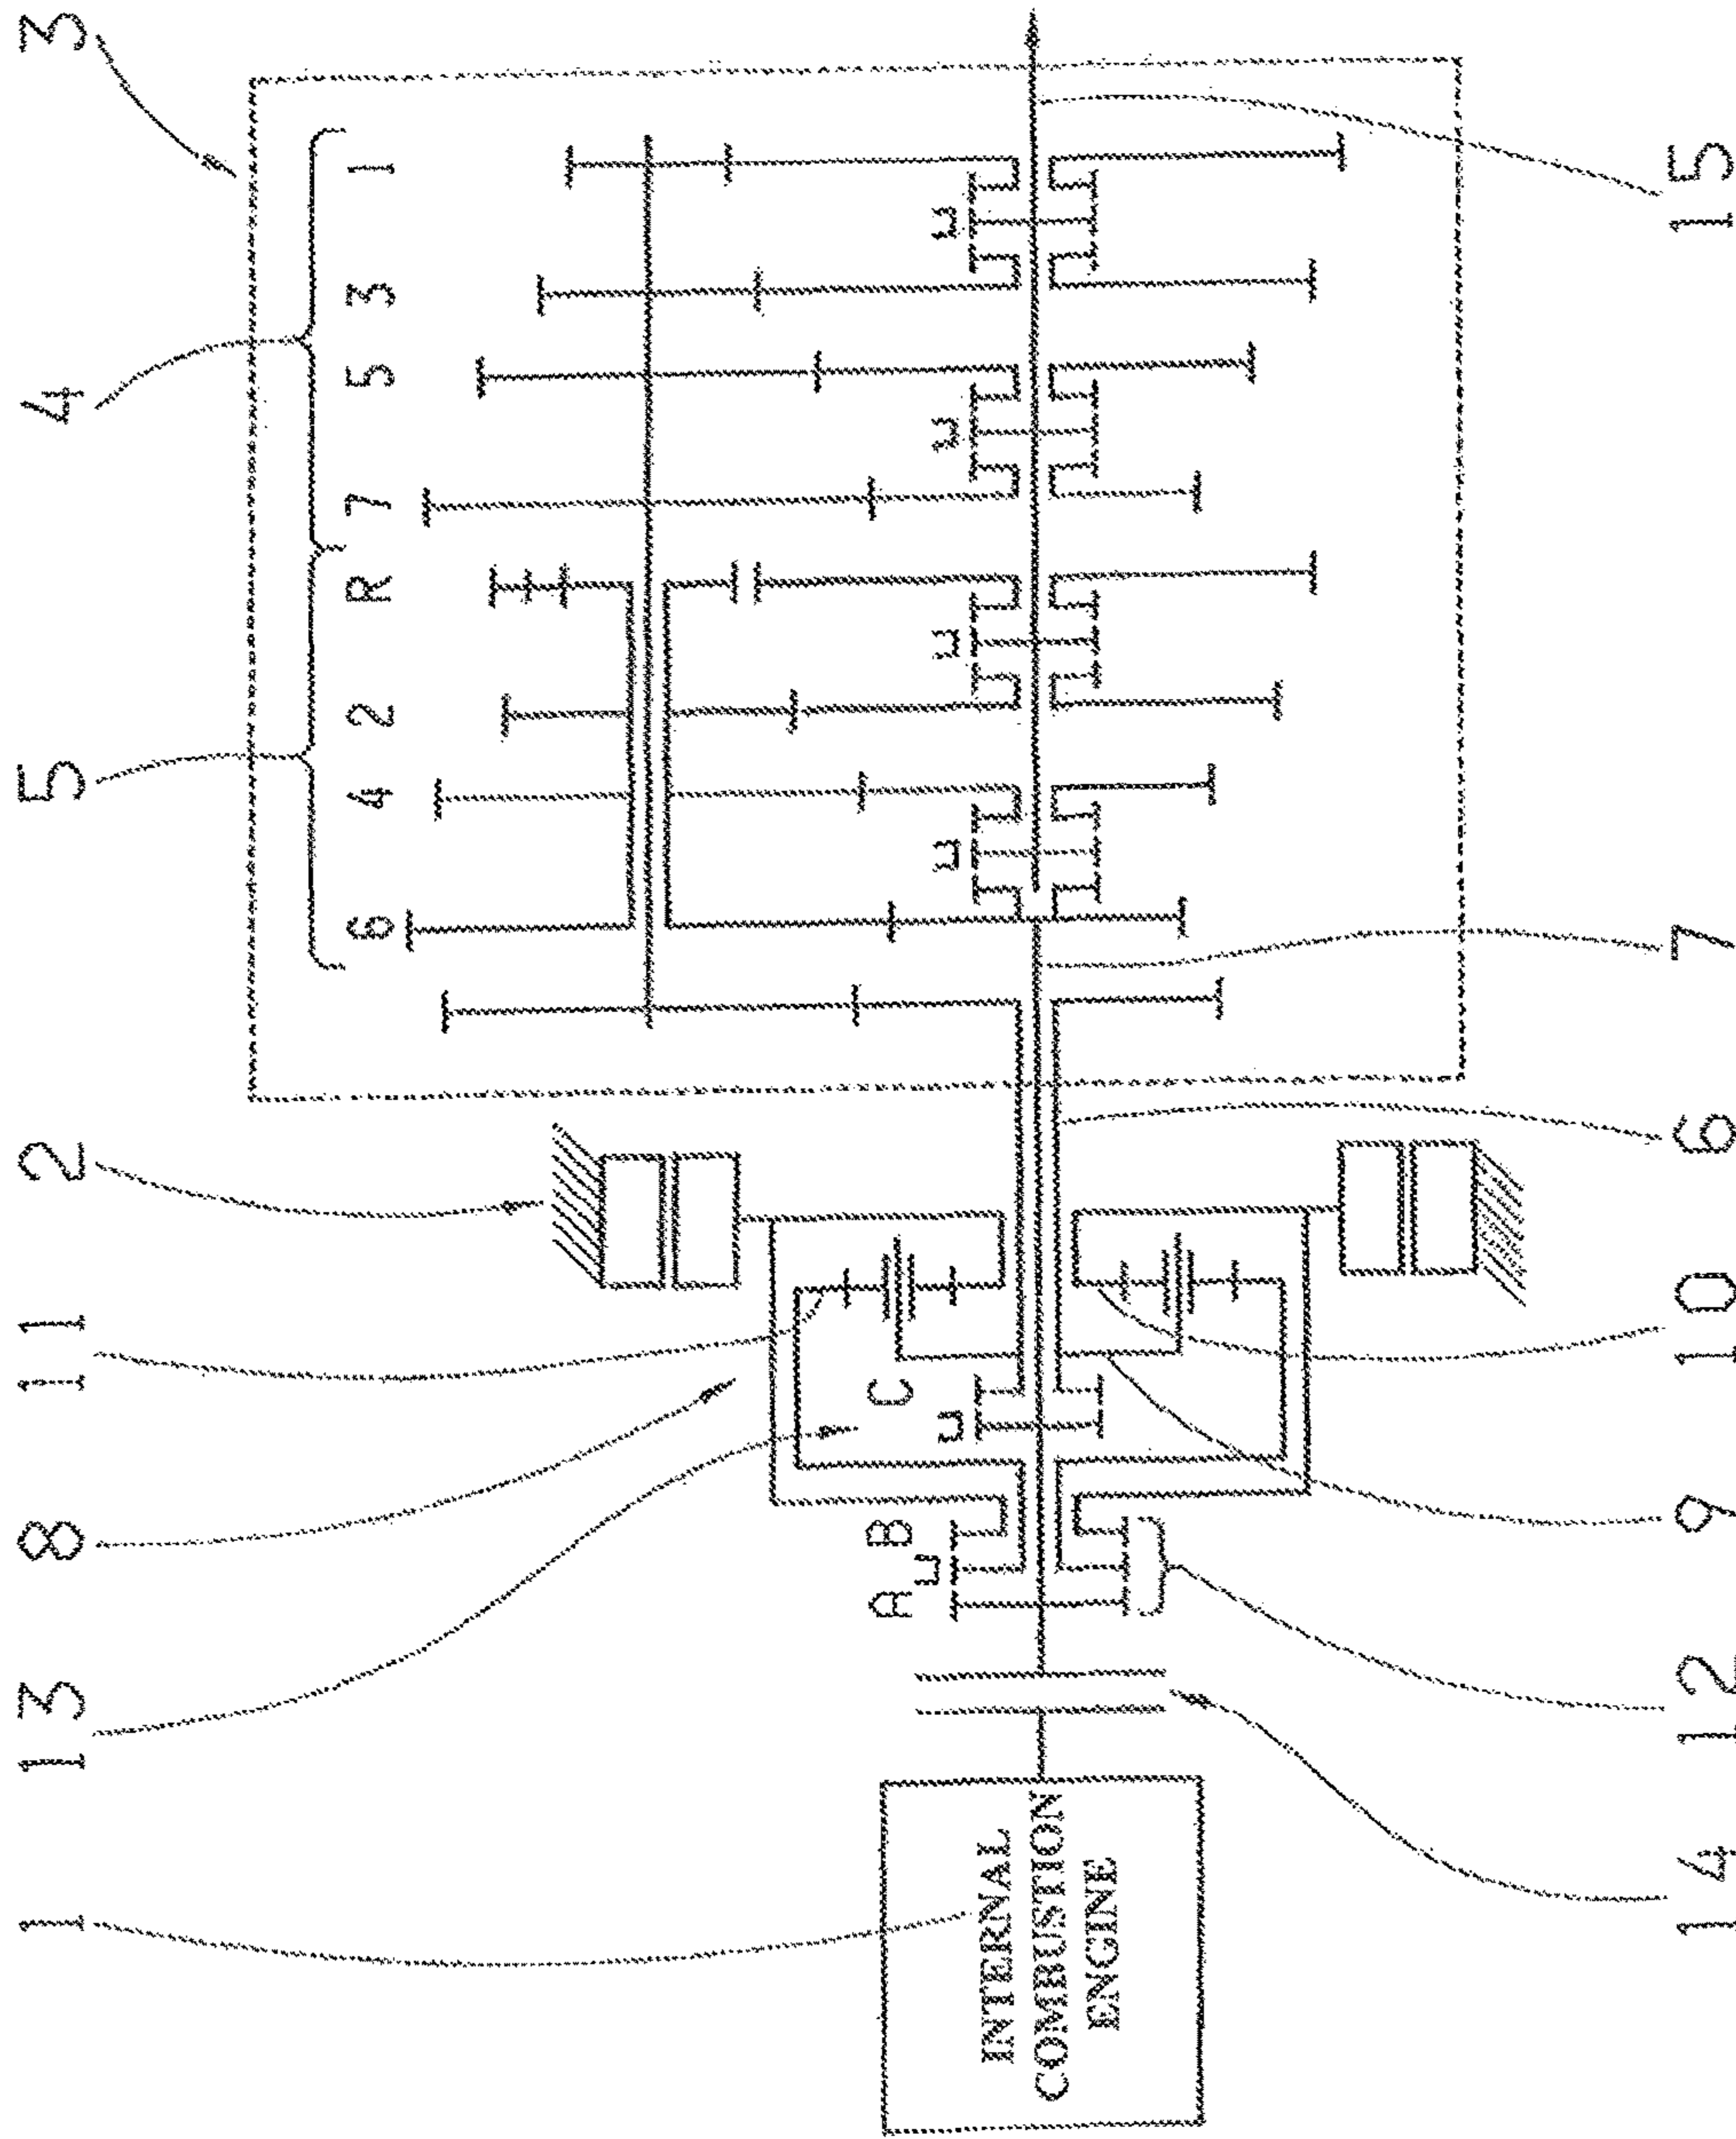 1 13 8 11 2 5 4 3
6 4 2 R 7 5 3 1
A B C
INTERNAL
COMBUSTION
ENGINE
14 12 9 10 6 7 15